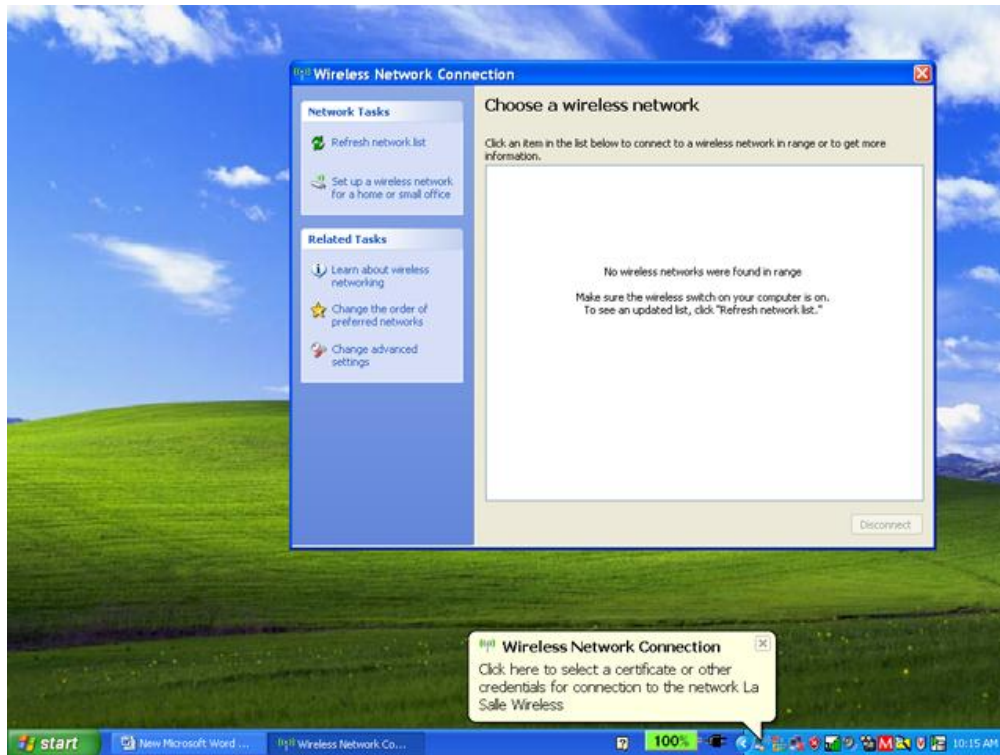 Wireless Network Connection
Network Tasks
Refresh network list
Set up a wireless network
for a home or small office
Related Tasks
Learn about wireless
networking
Change the order of
preferred networks
Change advanced
settings
Choose a wireless network
Click an item in the list below to connect to a wireless network in range or to get more
information.
No wireless networks were found in range
Make sure the wireless switch on your computer is on.
To see an updated list, click "Refresh network list."
Disconnect
Wireless Network Connection
Click here to select a certificate or other
credentials for connection to the network La
Salle Wireless
start
New Microsoft Word ...
Wireless Network Co...
100%
10:15 AM